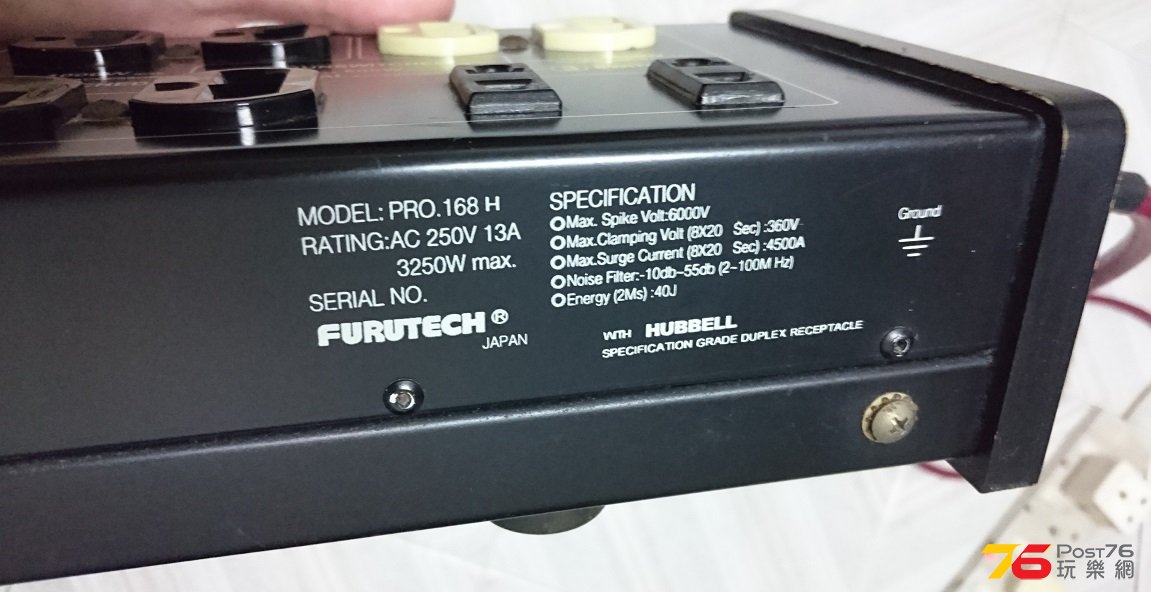 MODEL: PRO.168 H
RATING:AC 250V 13A
3250W max.
SERIAL NO.
FURUTECH®
JAPAN
SPECIFICATION
Max. Spike Volt:6000V
Max.Clamping Volt (8X20 Sec) :360V
Max.Surge Current (8X20 Sec) :4500A
Noise Filter:-10db~55db (2~100M Hz)
Energy (2Ms) :40J
WITH HUBBELL
SPECIFICATION GRADE DUPLEX RECEPTACLE
Ground
76 POST76
玩樂網